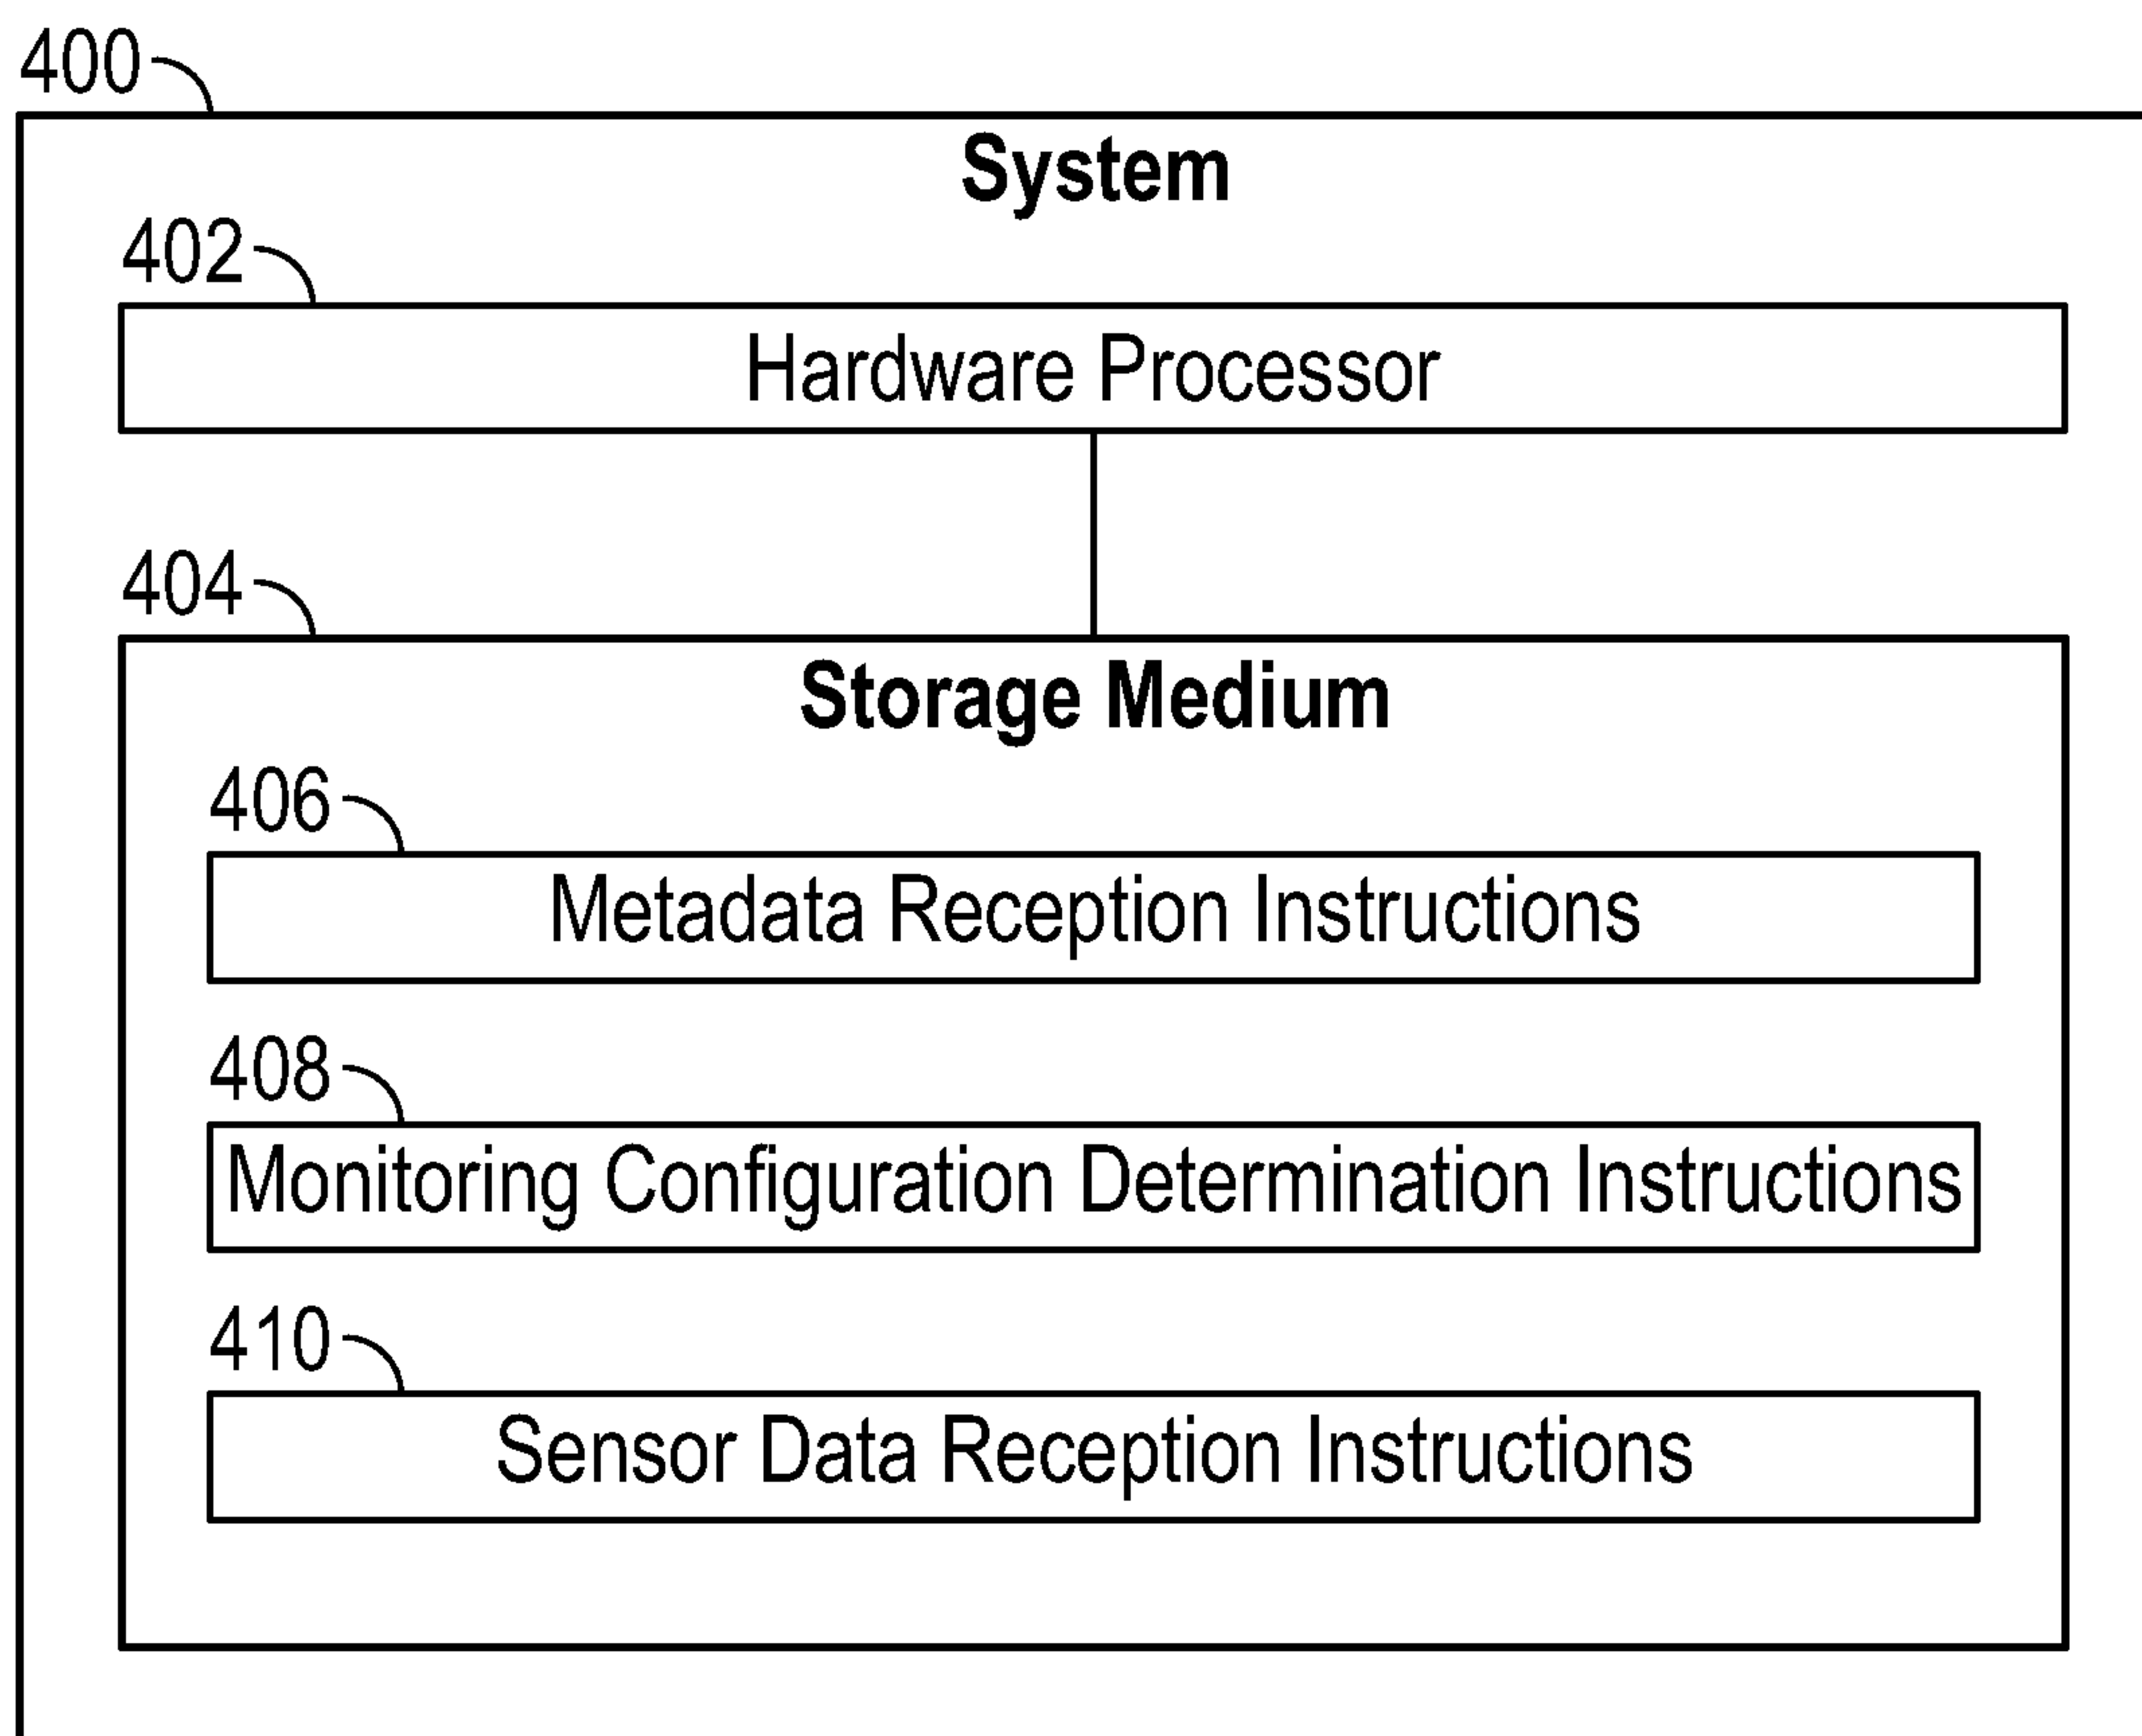 400
System
402
Hardware Processor
404
Storage Medium
406
Metadata Reception Instructions
408
Monitoring Configuration Determination Instructions
410
Sensor Data Reception Instructions